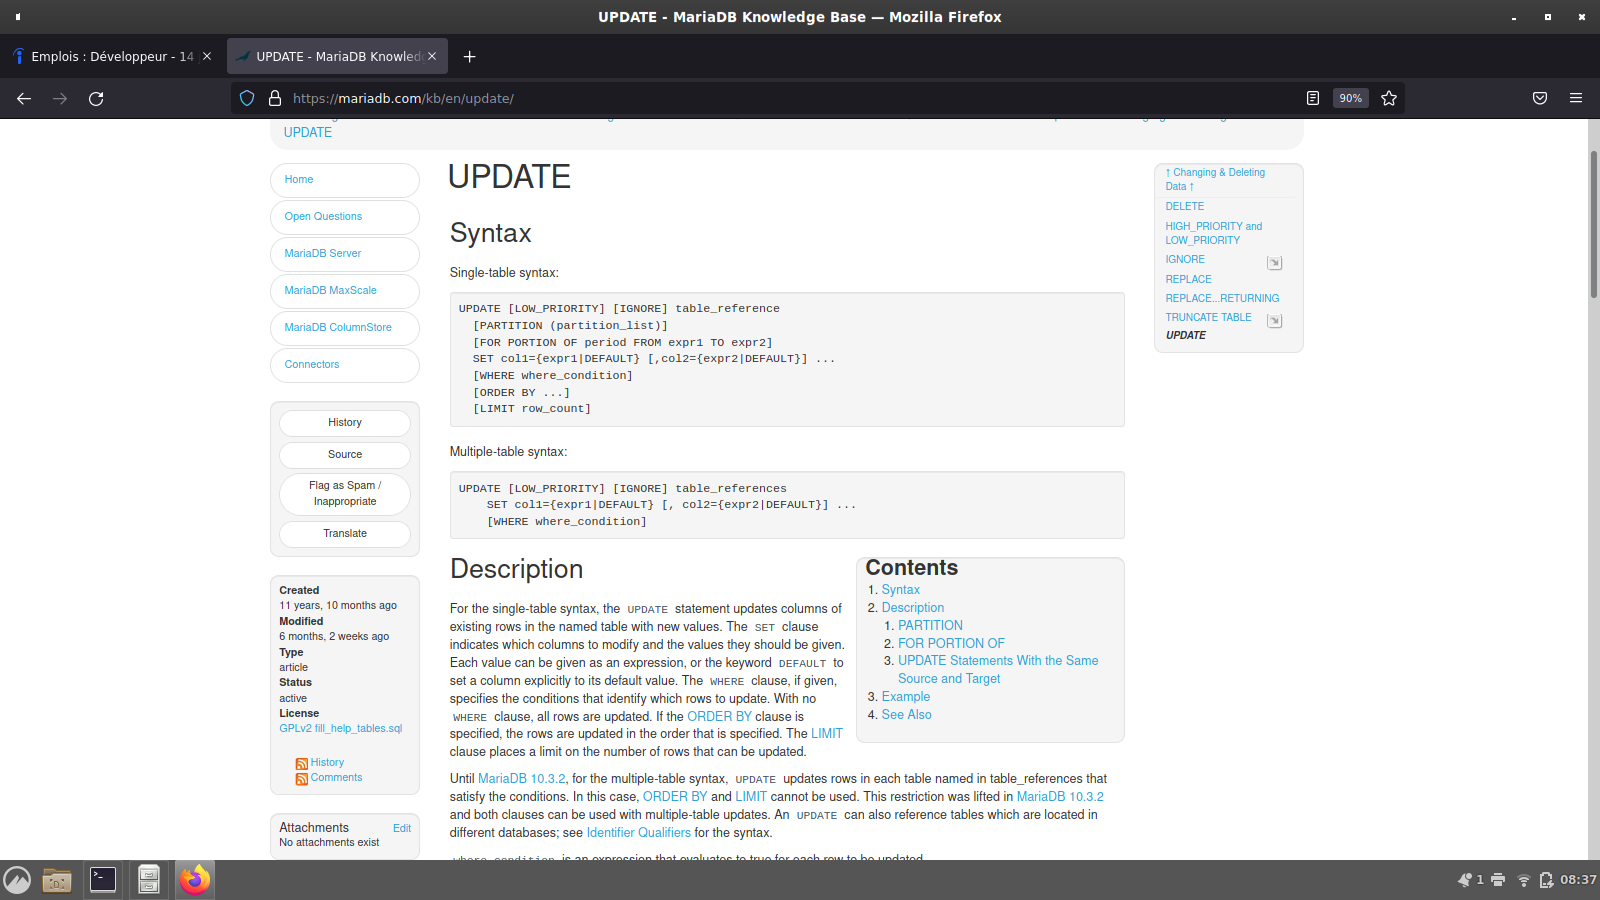 UPDATE - MariaDB Knowledge Base — Mozilla Firefox
Emplois : Développeur - 14
UPDATE - MariaDB Knowled
https://mariadb.com/kb/en/update/
90%
UPDATE
Home
Open Questions
MariaDB Server
MariaDB MaxScale
MariaDB ColumnStore
Connectors
History
Source
Flag as Spam /
Inappropriate
Translate
Created
11 years, 10 months ago
Modified
6 months, 2 weeks ago
Type
article
Status
active
License
GPLv2 fill_help_tables.sql
History
Comments
Attachments
Edit
No attachments exist
UPDATE
Syntax
Single-table syntax:
UPDATE [LOW_PRIORITY] [IGNORE] table_reference
[PARTITION (partition_list)]
[FOR PORTION OF period FROM expr1 TO expr2]
SET col1={expr1|DEFAULT} [,col2={expr2|DEFAULT}] ...
[WHERE where_condition]
[ORDER BY ...]
[LIMIT row_count]
Multiple-table syntax:
UPDATE [LOW_PRIORITY] [IGNORE] table_references
SET col1={expr1|DEFAULT} [, col2={expr2|DEFAULT}] ...
[WHERE where_condition]
Description
For the single-table syntax, the UPDATE statement updates columns of
existing rows in the named table with new values. The SET clause
indicates which columns to modify and the values they should be given.
Each value can be given as an expression, or the keyword DEFAULT to
set a column explicitly to its default value. The WHERE clause, if given,
specifies the conditions that identify which rows to update. With no
WHERE clause, all rows are updated. If the ORDER BY clause is
specified, the rows are updated in the order that is specified. The LIMIT
clause places a limit on the number of rows that can be updated.
Contents
1. Syntax
2. Description
1. PARTITION
2. FOR PORTION OF
3. UPDATE Statements With the Same
Source and Target
3. Example
4. See Also
Until MariaDB 10.3.2, for the multiple-table syntax, UPDATE updates rows in each table named in table_references that
satisfy the conditions. In this case, ORDER BY and LIMIT cannot be used. This restriction was lifted in MariaDB 10.3.2
and both clauses can be used with multiple-table updates. An UPDATE can also reference tables which are located in
different databases; see Identifier Qualifiers for the syntax.
where_condition is an expression that evaluates to true for each row to be updated.
↑ Changing & Deleting
Data ↑
DELETE
HIGH_PRIORITY and
LOW_PRIORITY
IGNORE
REPLACE
REPLACE...RETURNING
TRUNCATE TABLE
UPDATE
1
08:37